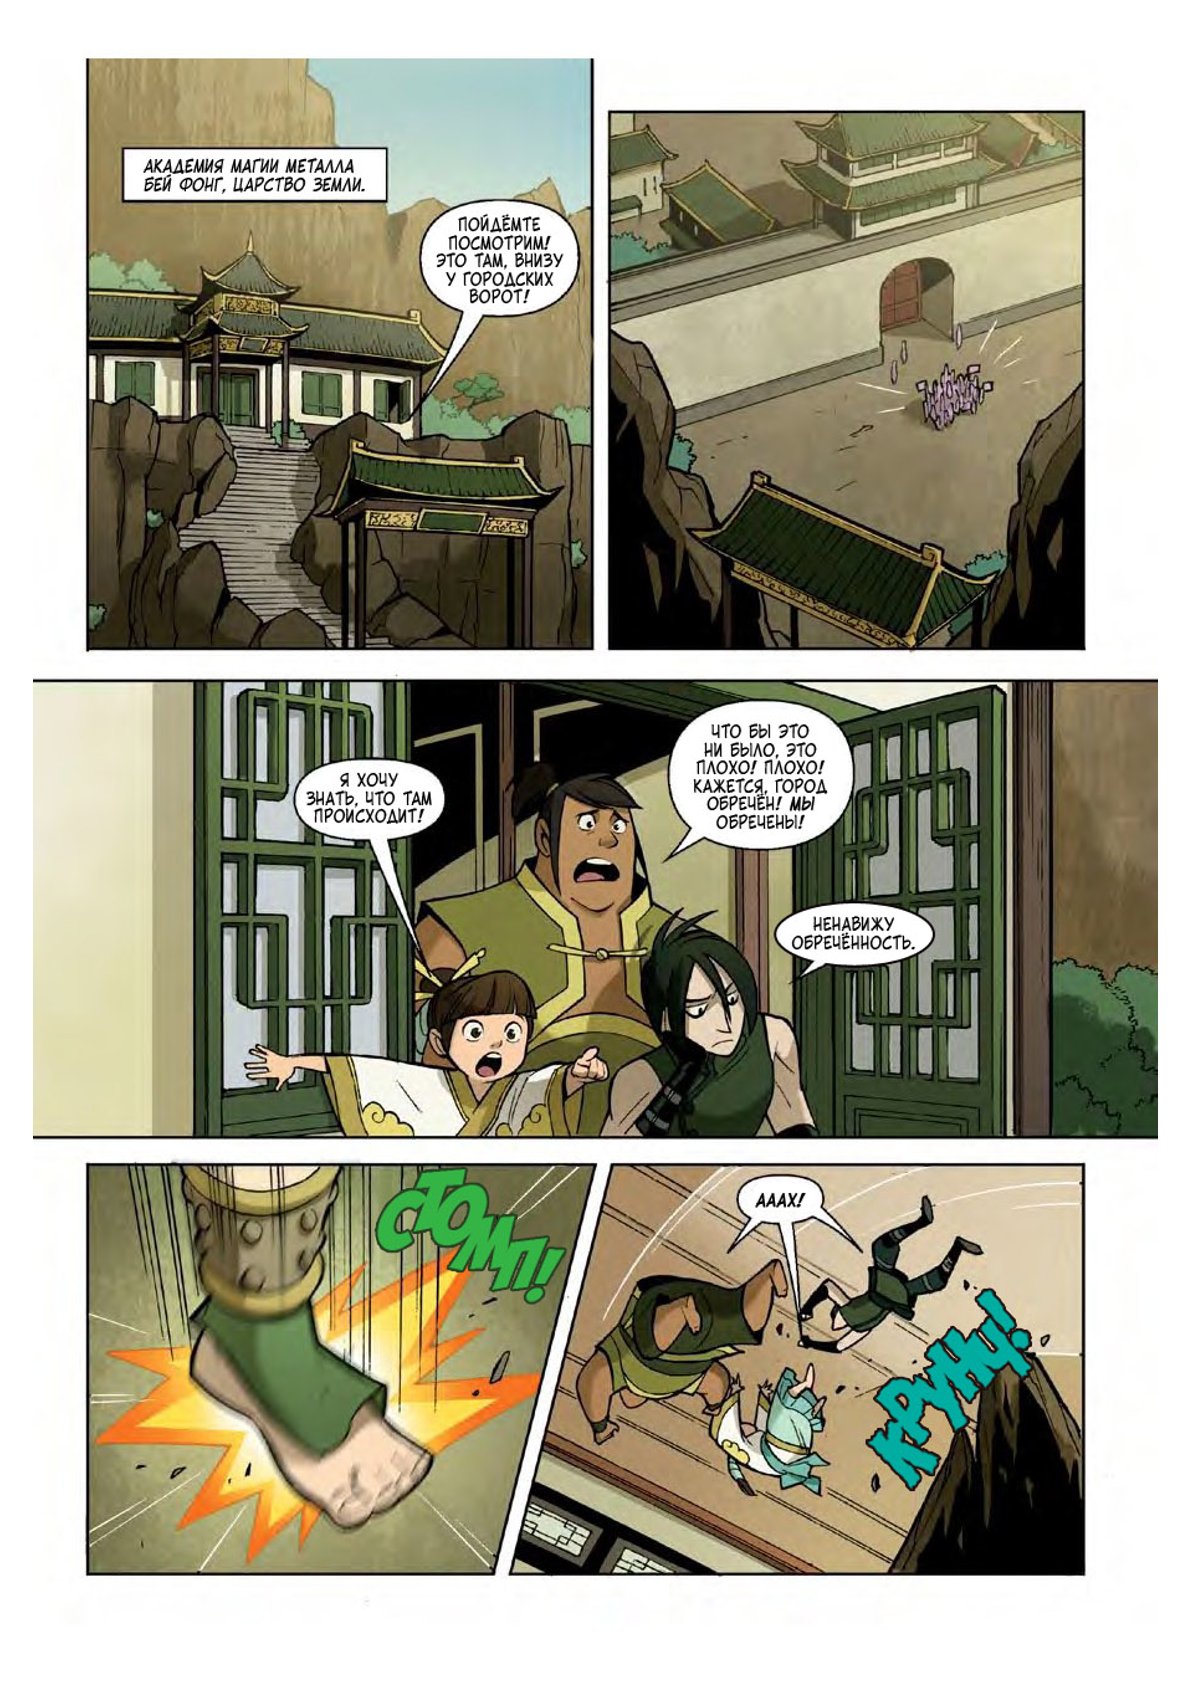 АКАДЕМИЯ МАГИИ МЕТАЛЛА
БЕЙ ФОНГ, ЦАРСТВО ЗЕМЛИ.
ПОЙДЁМТЕ
ПОСМОТРИМ!
ЭТО ТАМ, ВНИЗУ
У ГОРОДСКИХ
ВОРОТ!
Я ХОЧУ
ЗНАТЬ, ЧТО ТАМ
ПРОИСХОДИТ!
ЧТО БЫ ЭТО
НИ БЫЛО, ЭТО
ПЛОХО! ПЛОХО!
КАЖЕТСЯ, ГОРОД
ОБРЕЧЁН! МЫ
ОБРЕЧЕНЫ!
НЕНАВИЖУ
ОБРЕЧЁННОСТЬ.
СТОМП!
АААХ!
КРУНЧ!